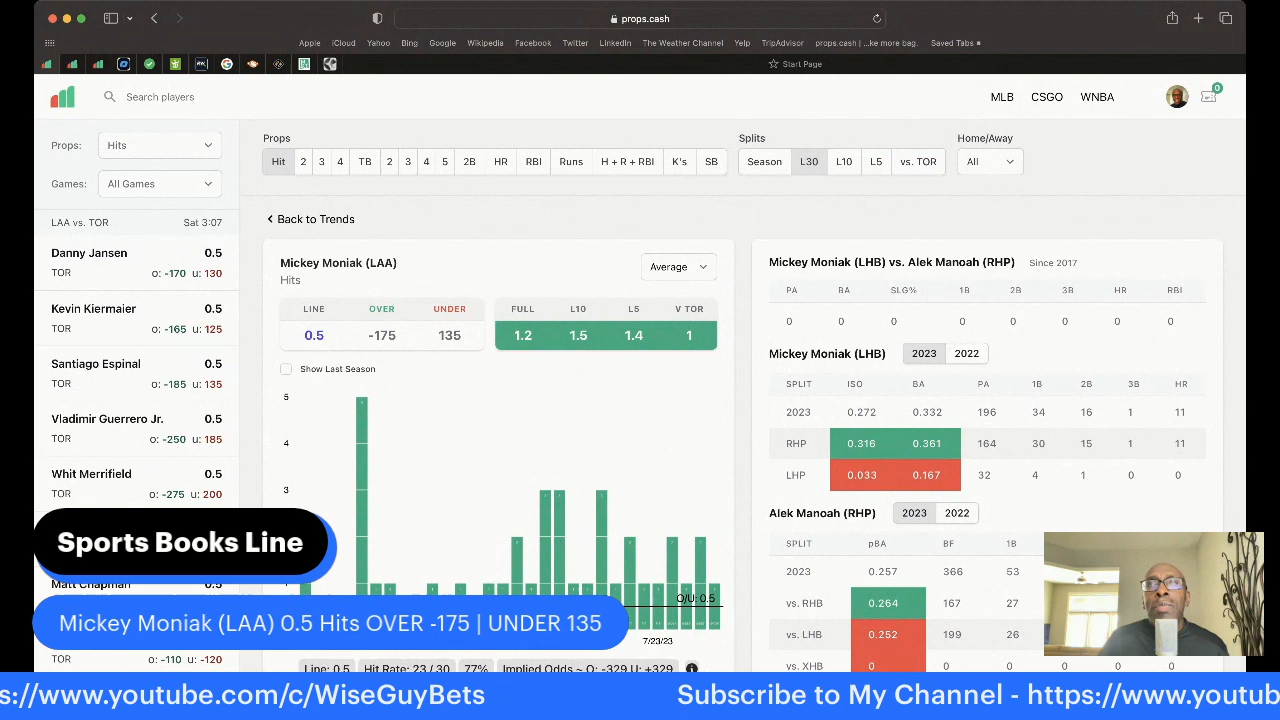 props.cash
Apple iCloud Yahoo Bing Google Wikipedia Facebook Twitter LinkedIn The Weather Channel Yelp TripAdvisor props.cash | ...ke more bag. Saved Tabs
Start Page
Search players
MLB CSGO WNBA
0
Props: Hits
Games: All Games
LAA vs. TOR Sat 3:07
Danny Jansen 0.5
TOR o: -170 u: 130
Kevin Kiermaier 0.5
TOR o: -165 u: 125
Santiago Espinal 0.5
TOR o: -185 u: 135
Vladimir Guerrero Jr. 0.5
TOR o: -250 u: 185
Whit Merrifield 0.5
TOR o: -275 u: 200
Matt Chapman 0.5
TOR o: -110 u: -120
Props
Hit 2 3 4 TB 2 3 4 5 2B HR RBI Runs H + R + RBI K's SB
Splits
Season L30 L10 L5 vs. TOR
Home/Away
All
Back to Trends
Mickey Moniak (LAA)
Hits
Average
LINE OVER UNDER
0.5 -175 135
FULL L10 L5 V TOR
1.2 1.5 1.4 1
Show Last Season
5
4
3
O/U: 0.5
7/23/23
Line: 0.5 Hit Rate: 23 / 30 77% Implied Odds ~ O: -329 U: +329
Mickey Moniak (LHB) vs. Alek Manoah (RHP) Since 2017
PA BA SLG% 1B 2B 3B HR RBI
0 0 0 0 0 0 0 0
Mickey Moniak (LHB) 2023 2022
SPLIT ISO BA PA 1B 2B 3B HR
2023 0.272 0.332 196 34 16 1 11
RHP 0.316 0.361 164 30 15 1 11
LHP 0.033 0.167 32 4 1 0 0
Alek Manoah (RHP) 2023 2022
SPLIT pBA BF 1B
2023 0.257 366 53
vs. RHB 0.264 167 27
vs. LHB 0.252 199 26
vs. XHB 0 0 0
Sports Books Line
Mickey Moniak (LAA) 0.5 Hits OVER -175 | UNDER 135
s://www.youtube.com/c/WiseGuyBets Subscribe to My Channel - https://www.youtub